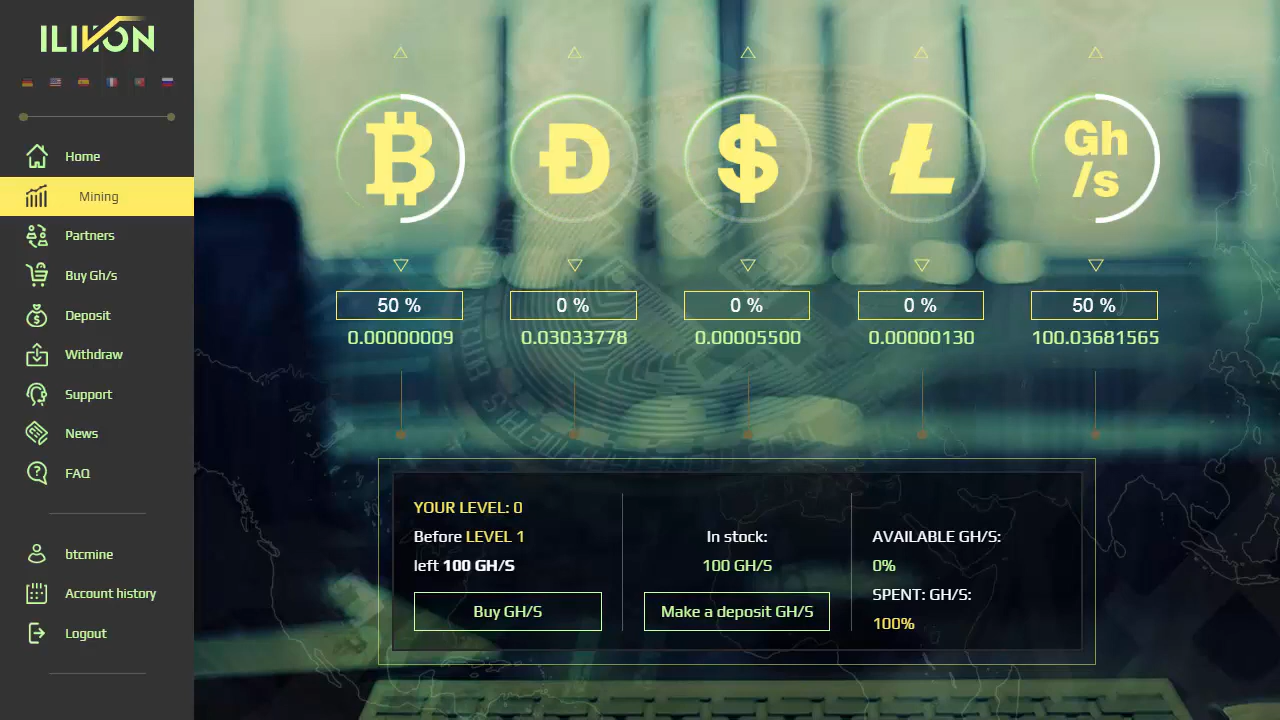 ILIKON
Home
Mining
Partners
Buy Gh/s
Deposit
Withdraw
Support
News
FAQ
btcmine
Account history
Logout
Gh
/s
50 %
0 %
0 %
0 %
50 %
0.00000009
0.03033778
0.00005500
0.00000130
100.03681565
YOUR LEVEL: 0
Before LEVEL 1
left 100 GH/S
Buy GH/S
In stock:
100 GH/S
Make a deposit GH/S
AVAILABLE GH/S:
0%
SPENT: GH/S:
100%